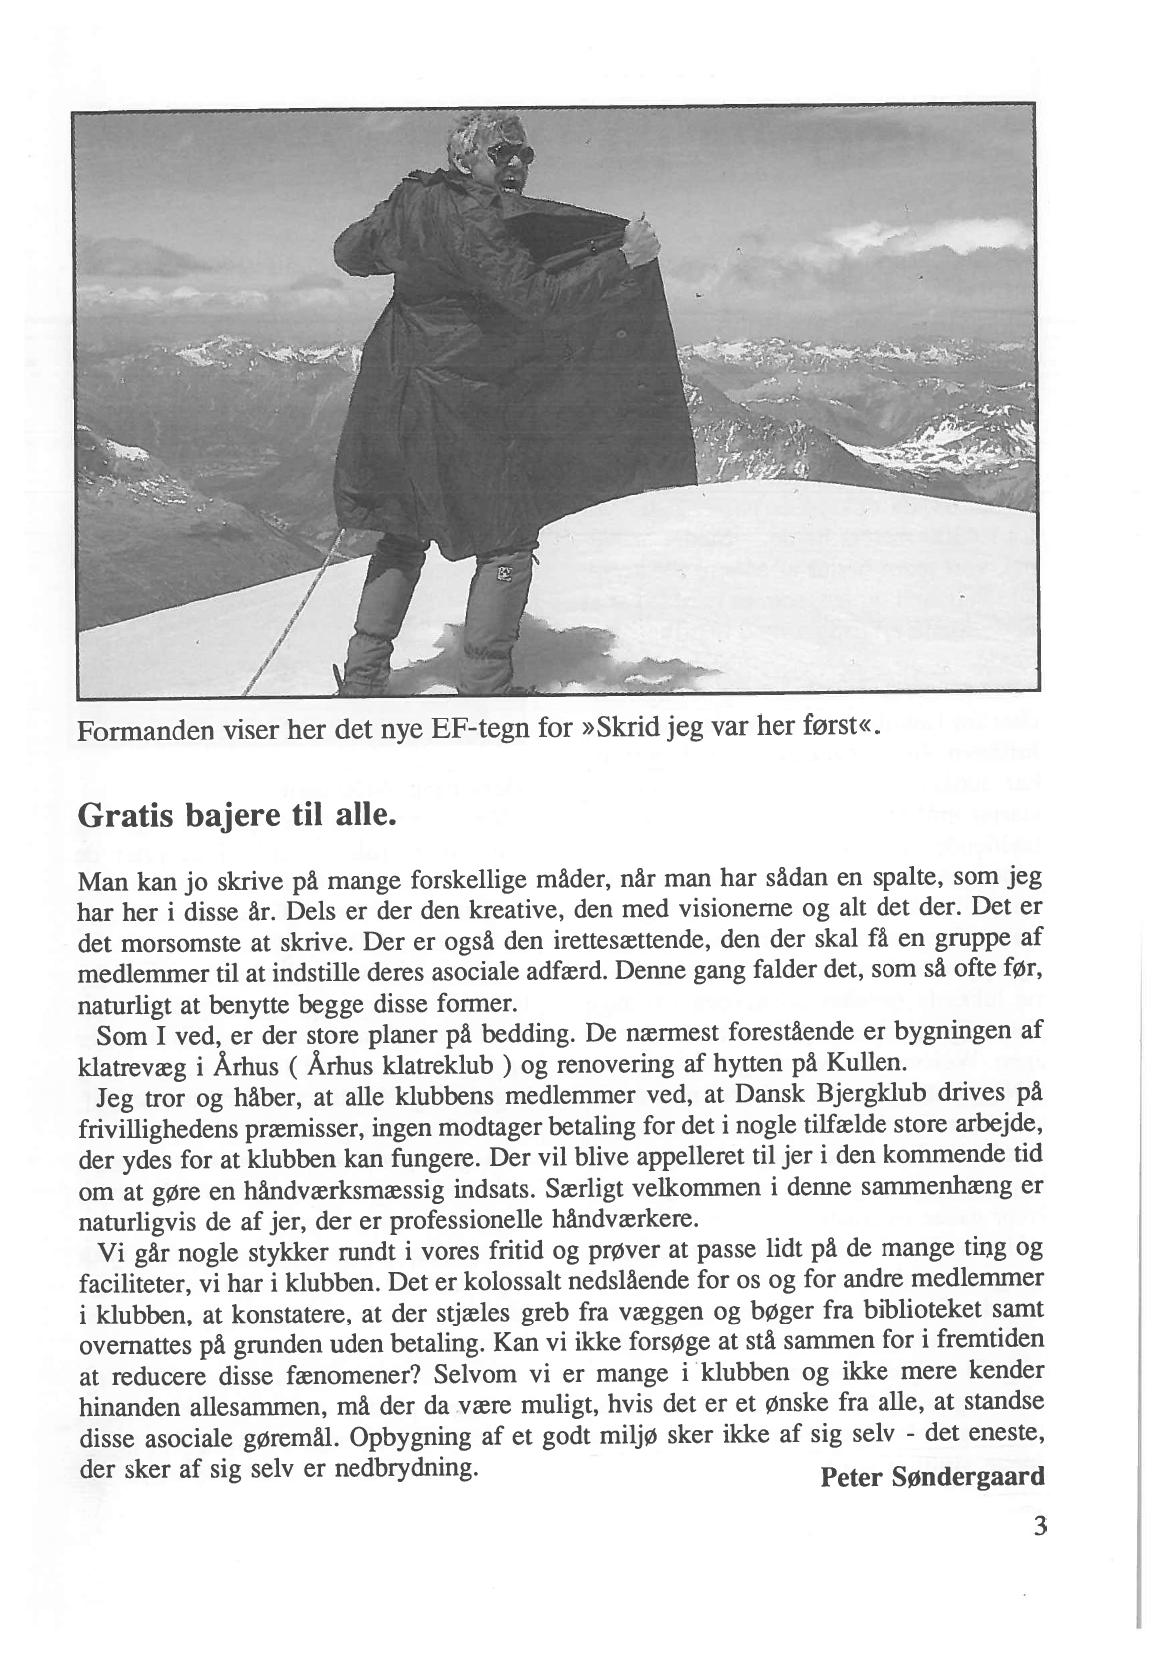 Formanden viser her det nye EF-tegn for »Skrid jeg var her først«.
Gratis bajere til alle.
Man kan jo skrive på mange forskellige måder, når man har sådan en spalte, som jeg
har her i disse år. Dels er der den kreative, den med visionerne og alt det der. Det er
det morsomste at skrive. Der er også den irettesættende, den der skal få en gruppe af
medlemmer til at indstille deres asociale adfærd. Denne gang falder det, som så ofte før,
naturligt at benytte begge disse former.
Som I ved, er der store planer på bedding. De nærmest forestående er bygningen af
klatrevæg i Århus ( Århus klatreklub ) og renovering af hytten på Kullen.
Jeg tror og håber, at alle klubbens medlemmer ved, at Dansk Bjergklub drives på
frivillighedens præmisser, ingen modtager betaling for det i nogle tilfælde store arbejde,
der ydes for at klubben kan fungere. Der vil blive appelleret til jer i den kommende tid
om at gøre en håndværksmæssig indsats. Særligt velkommen i denne sammenhæng er
naturligvis de af jer, der er professionelle håndværkere.
Vi går nogle stykker rundt i vores fritid og prøver at passe lidt på de mange ting og
faciliteter, vi har i klubben. Det er kolossalt nedslående for os og for andre medlemmer
i klubben, at konstatere, at der stjæles greb fra væggen og bøger fra biblioteket samt
overnattes på grunden uden betaling. Kan vi ikke forsøge at stå sammen for i fremtiden
at reducere disse fænomener? Selvom vi er mange i klubben og ikke mere kender
hinanden allesammen, må der da være muligt, hvis det er et ønske fra alle, at standse
disse asociale gøremål. Opbygning af et godt miljø sker ikke af sig selv - det eneste,
der sker af sig selv er nedbrydning.
Peter Søndergaard
3